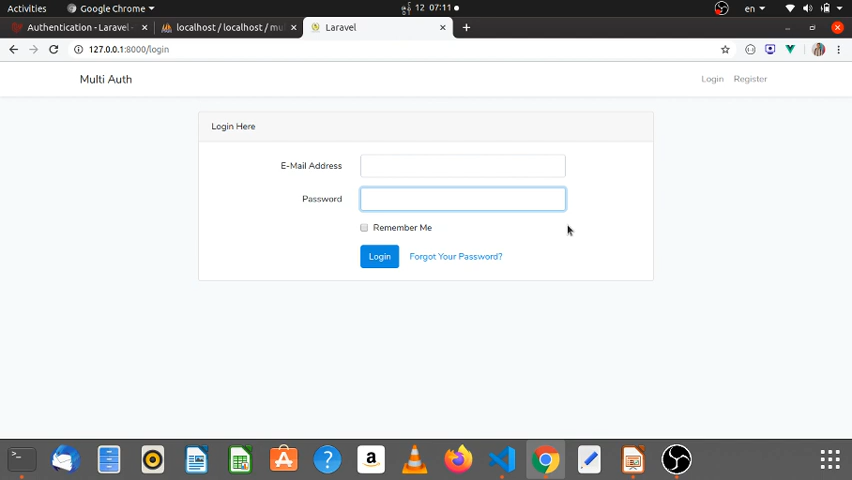 Activities
Google Chrome
12 07:11
en
Authentication - Laravel -
localhost / localhost / mu
Laravel
127.0.0.1:8000/login
Multi Auth
Login
Register
Login Here
E-Mail Address
Password
Remember Me
Login
Forgot Your Password?